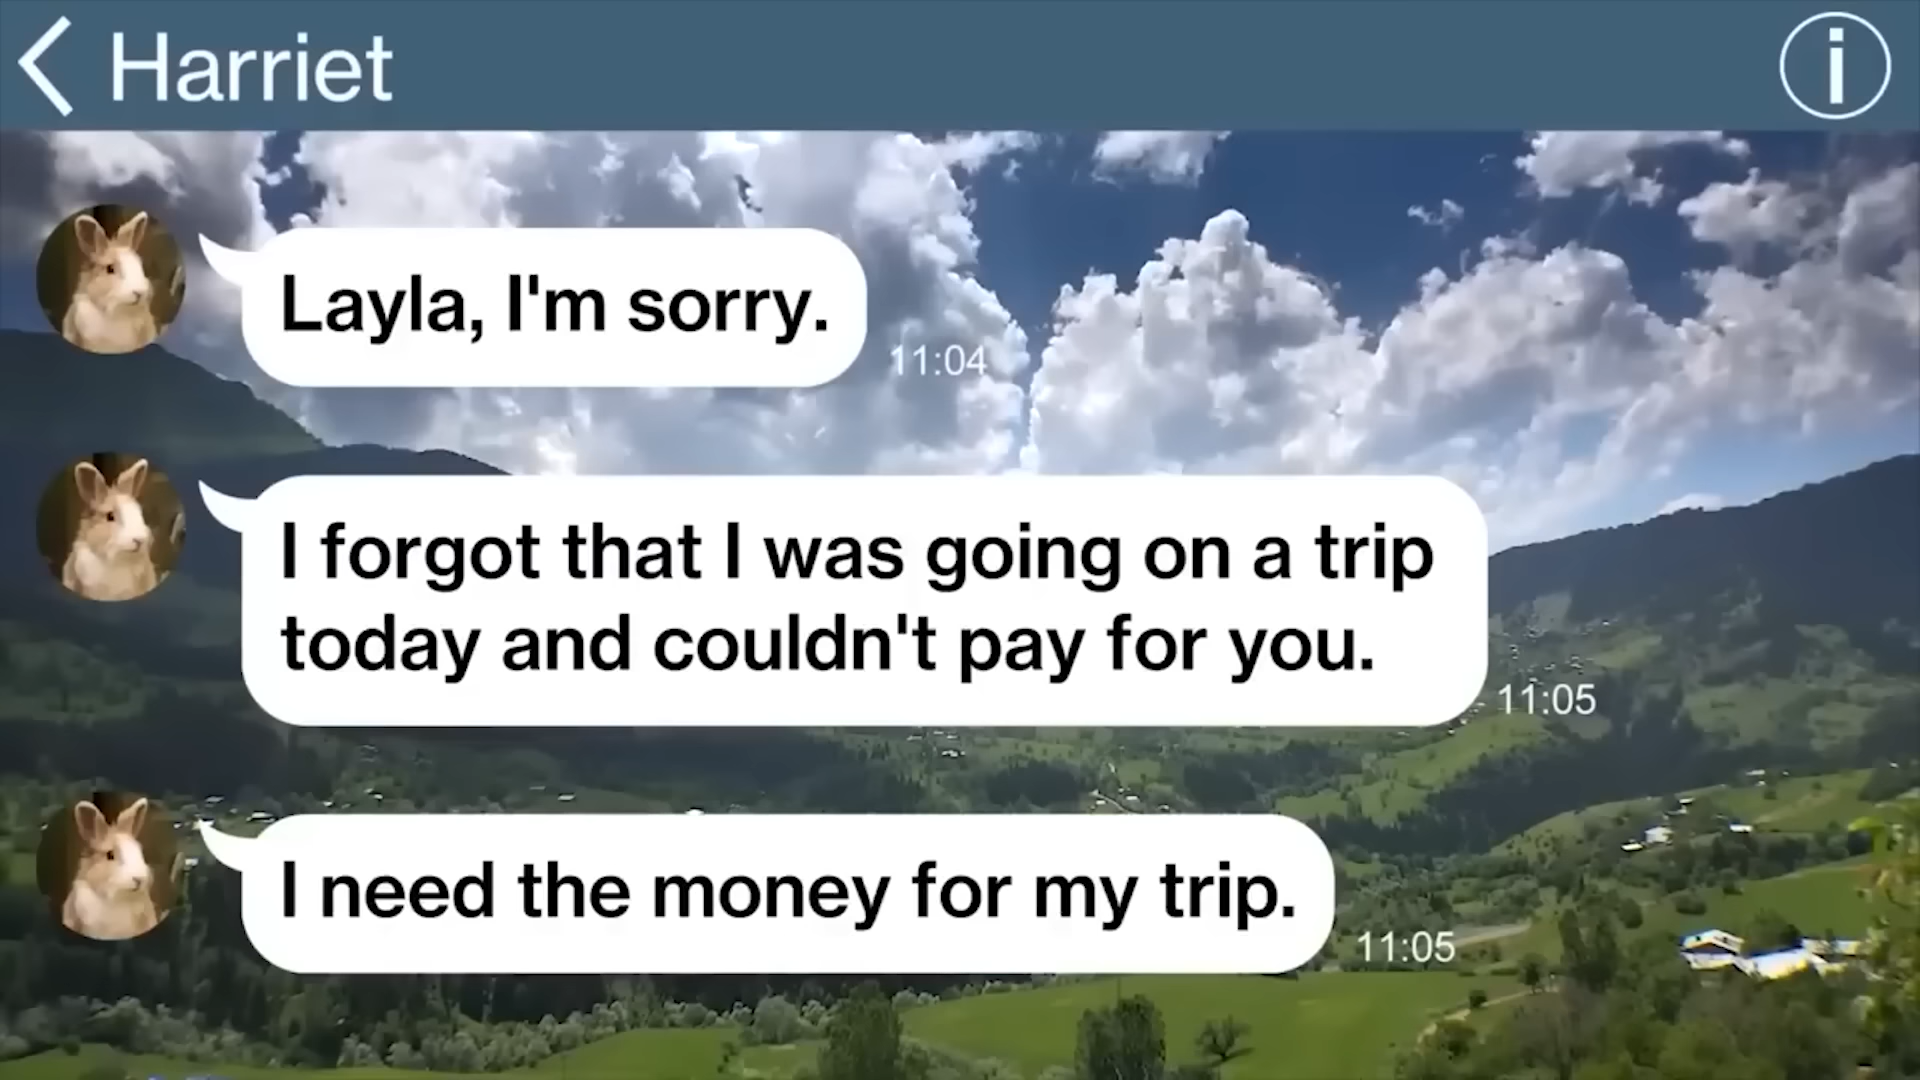 Harriet
i
Layla, I'm sorry.
11:04
I forgot that I was going on a trip
today and couldn't pay for you.
11:05
I need the money for my trip.
11:05